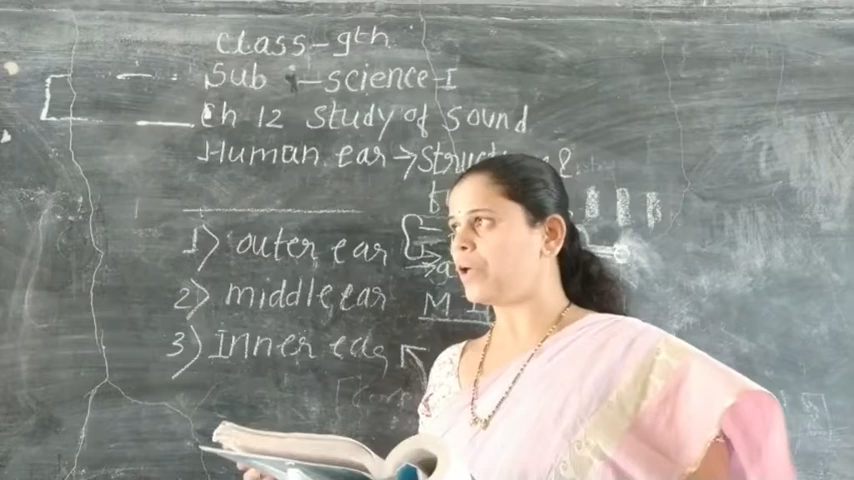 Class-9th
Sub :-science-I
Ch 12 study of sound
Human ear → Structure &
1) outer ear
2) middle ear
M I
3) Inner ear